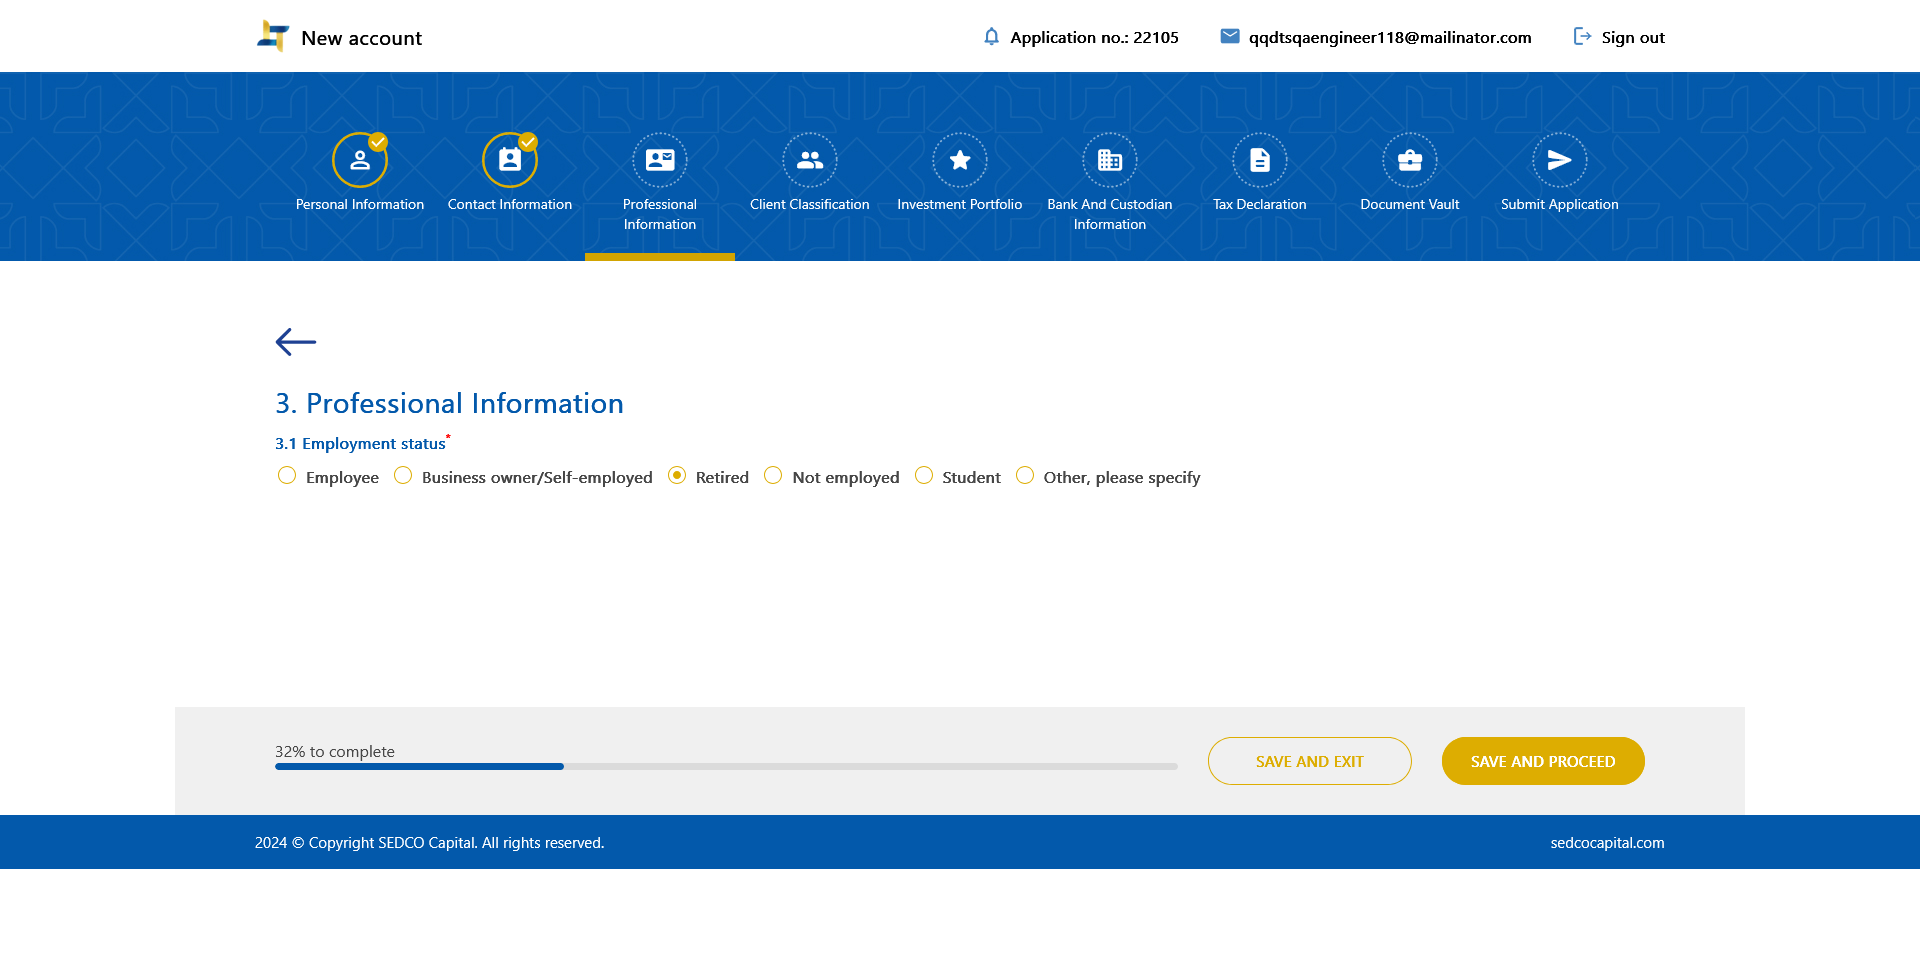 New account
Application no.: 22105
qqdtsqaengineer118@mailinator.com
Sign out
Personal Information
Contact Information
Professional
Information
Client Classification
Investment Portfolio
Bank And Custodian
Information
Tax Declaration
Document Vault
Submit Application
3. Professional Information
3.1 Employment status*
Employee
Business owner/Self-employed
Retired
Not employed
Student
Other, please specify
32% to complete
SAVE AND EXIT
SAVE AND PROCEED
2024 © Copyright SEDCO Capital. All rights reserved.
sedcocapital.com